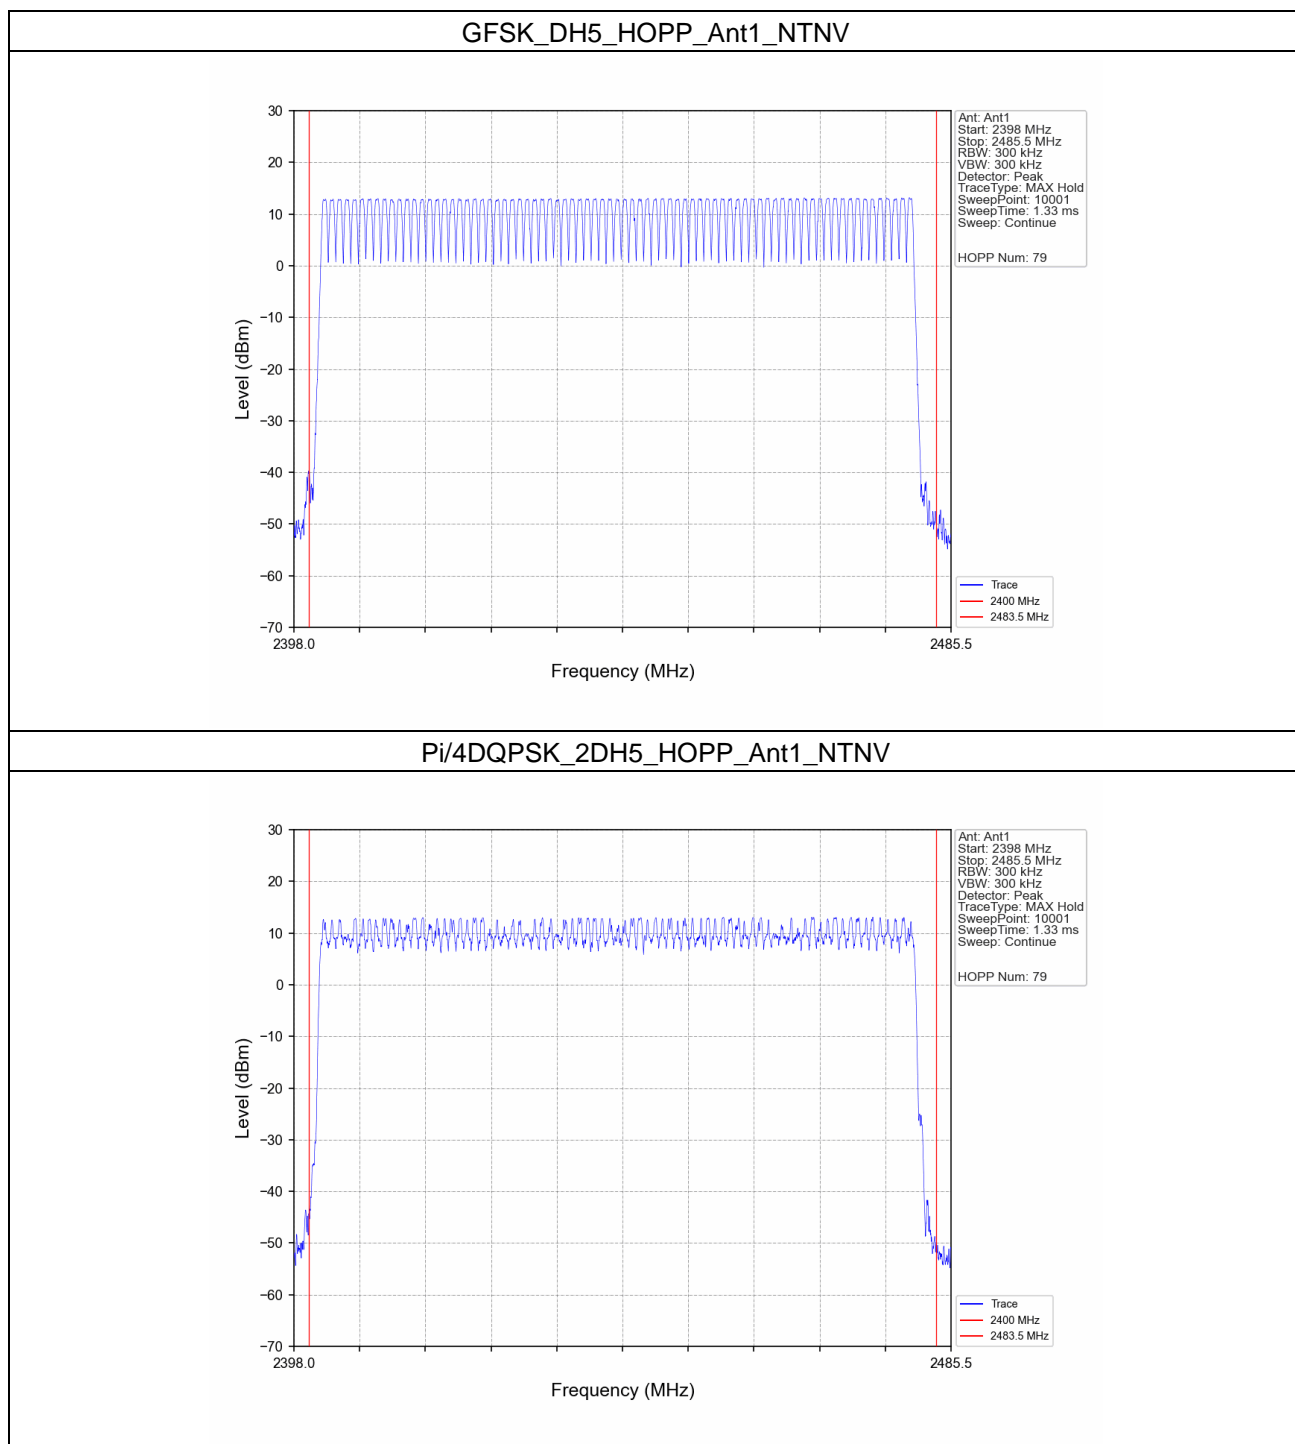 GFSK_DH5_HOPP_Ant1_NTNV
30
20
10
0
−10
−20
−30
−40
−50
−60
−70
Level (dBm)
2398.0
2485.5
Frequency (MHz)
Ant: Ant1
Start: 2398 MHz
Stop: 2485.5 MHz
RBW: 300 kHz
VBW: 300 kHz
Detector: Peak
TraceType: MAX Hold
SweepPoint: 10001
SweepTime: 1.33 ms
Sweep: Continue
HOPP Num: 79
Trace
2400 MHz
2483.5 MHz
Pi/4DQPSK_2DH5_HOPP_Ant1_NTNV
30
20
10
0
−10
−20
−30
−40
−50
−60
−70
Level (dBm)
2398.0
2485.5
Frequency (MHz)
Ant: Ant1
Start: 2398 MHz
Stop: 2485.5 MHz
RBW: 300 kHz
VBW: 300 kHz
Detector: Peak
TraceType: MAX Hold
SweepPoint: 10001
SweepTime: 1.33 ms
Sweep: Continue
HOPP Num: 79
Trace
2400 MHz
2483.5 MHz